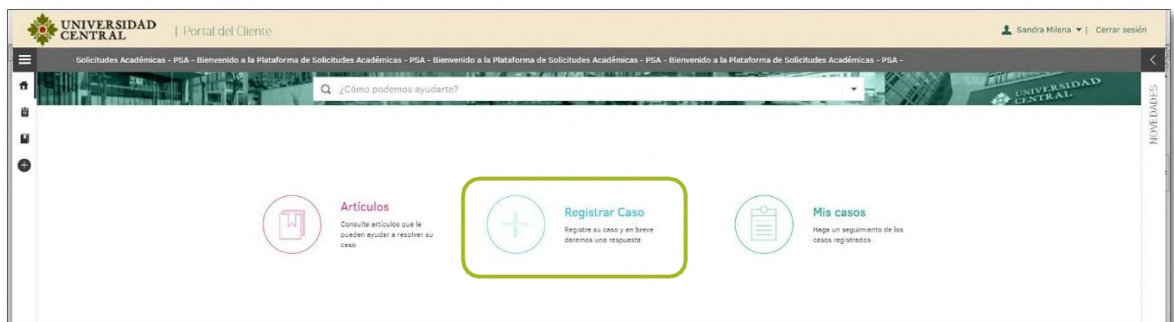 UNIVERSIDAD
CENTRAL
| Portal del Cliente
Sandra Milena ▾ | Cerrar sesión
· Solicitudes Académicas - PSA - Bienvenido a la Plataforma de Solicitudes Académicas - PSA - Bienvenido a la Plataforma de Solicitudes Académicas - PSA - Bienvenido a la Plataforma de Solicitudes Académicas - PSA -
¿Cómo podemos ayudarte?
UNIVERSIDAD
CENTRAL
NOVEDADES
Artículos
Consulte artículos que le
pueden ayudar a resolver su
caso
Registrar Caso
Registre su caso y en breve
daremos una respuesta
Mis casos
Haga un seguimiento de los
casos registrados